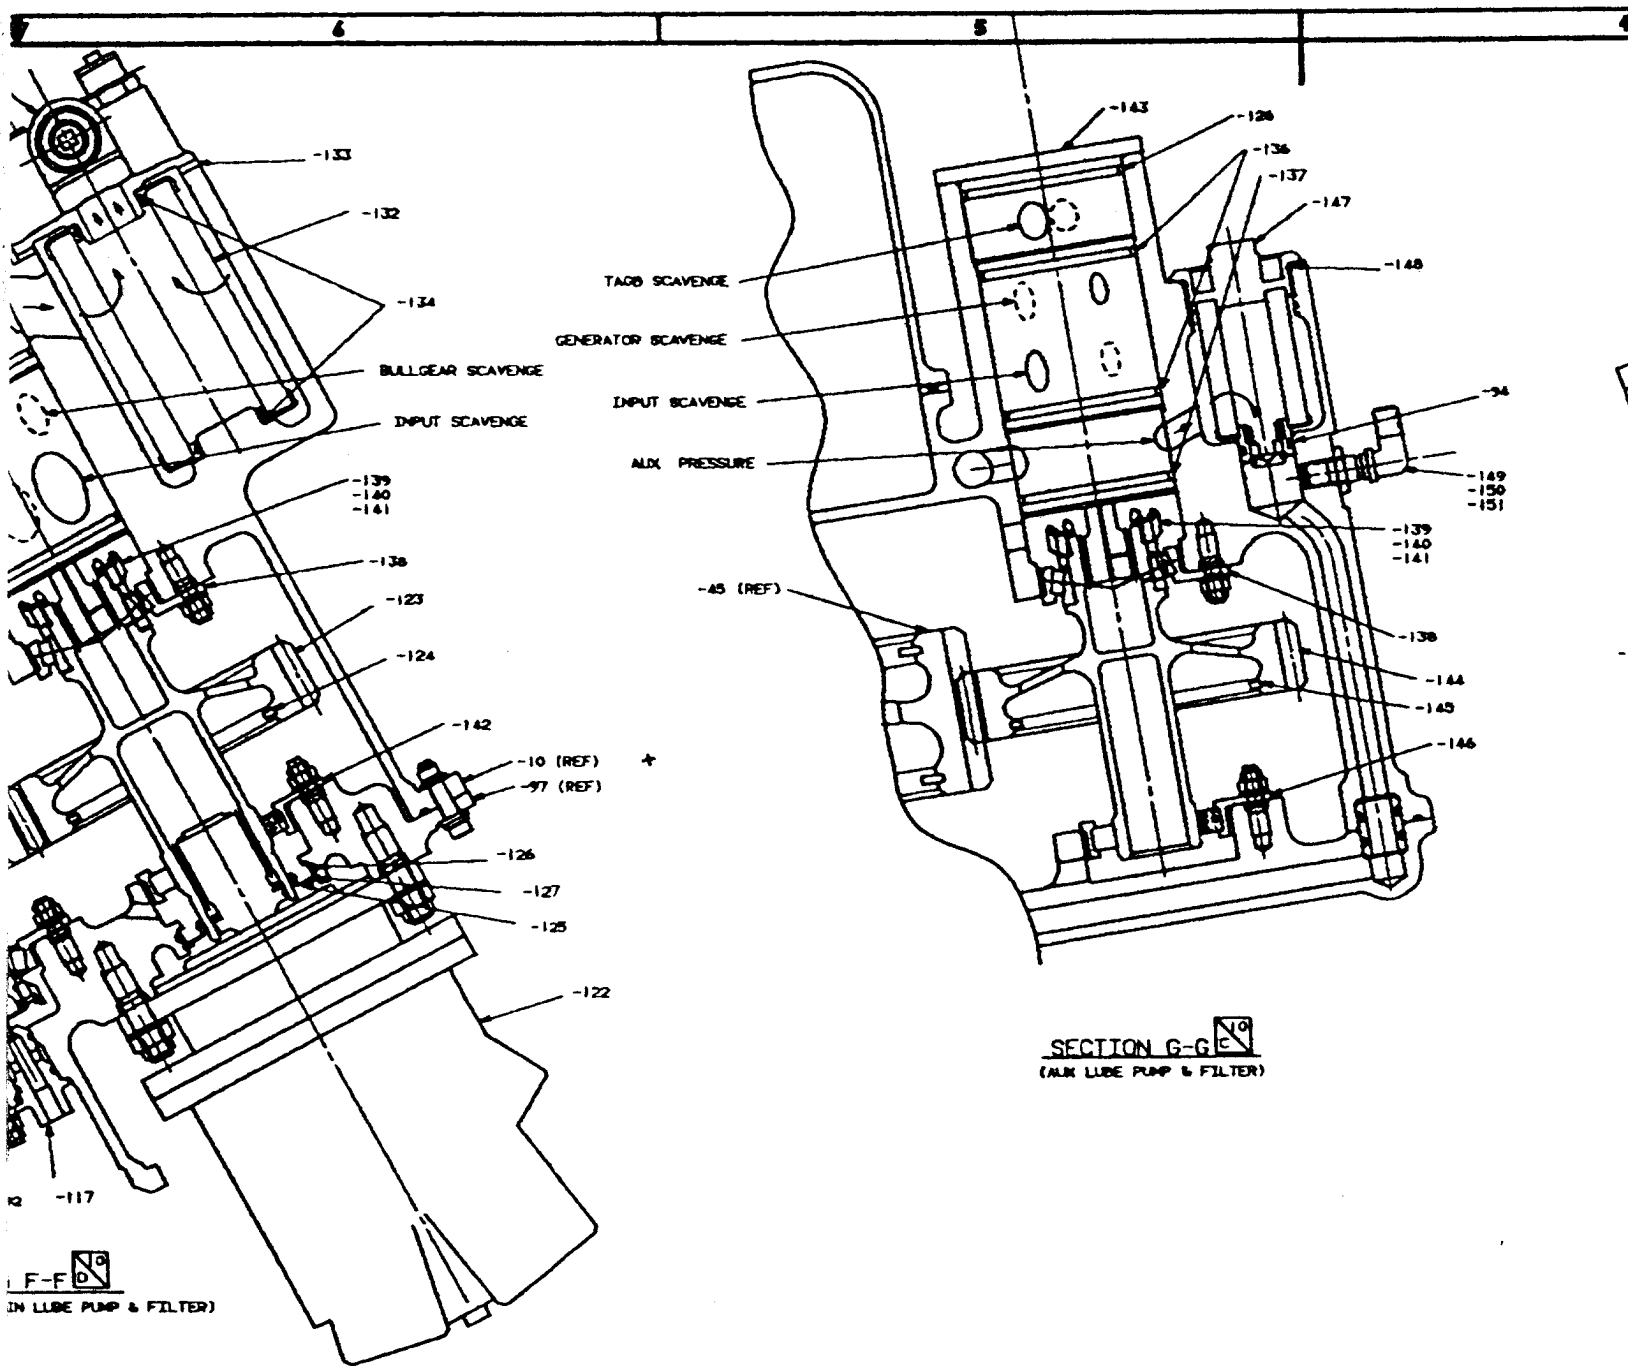 7
6
5
4
-133
-132
-134
BULLGEAR SCAVENGE
INPUT SCAVENGE
-139
-140
-141
-138
-123
-124
-142
-10 (REF)
-97 (REF)
-126
-127
-125
-122
-117
F-F
D
IN LUBE PUMP & FILTER)
-143
-126
-136
-137
-147
-148
TAGB SCAVENGE
GENERATOR SCAVENGE
INPUT SCAVENGE
AUX PRESSURE
-94
-149
-150
-151
-139
-140
-141
-45 (REF)
-138
-144
-145
-146
SECTION G-G
10
C
(AUX LUBE PUMP & FILTER)